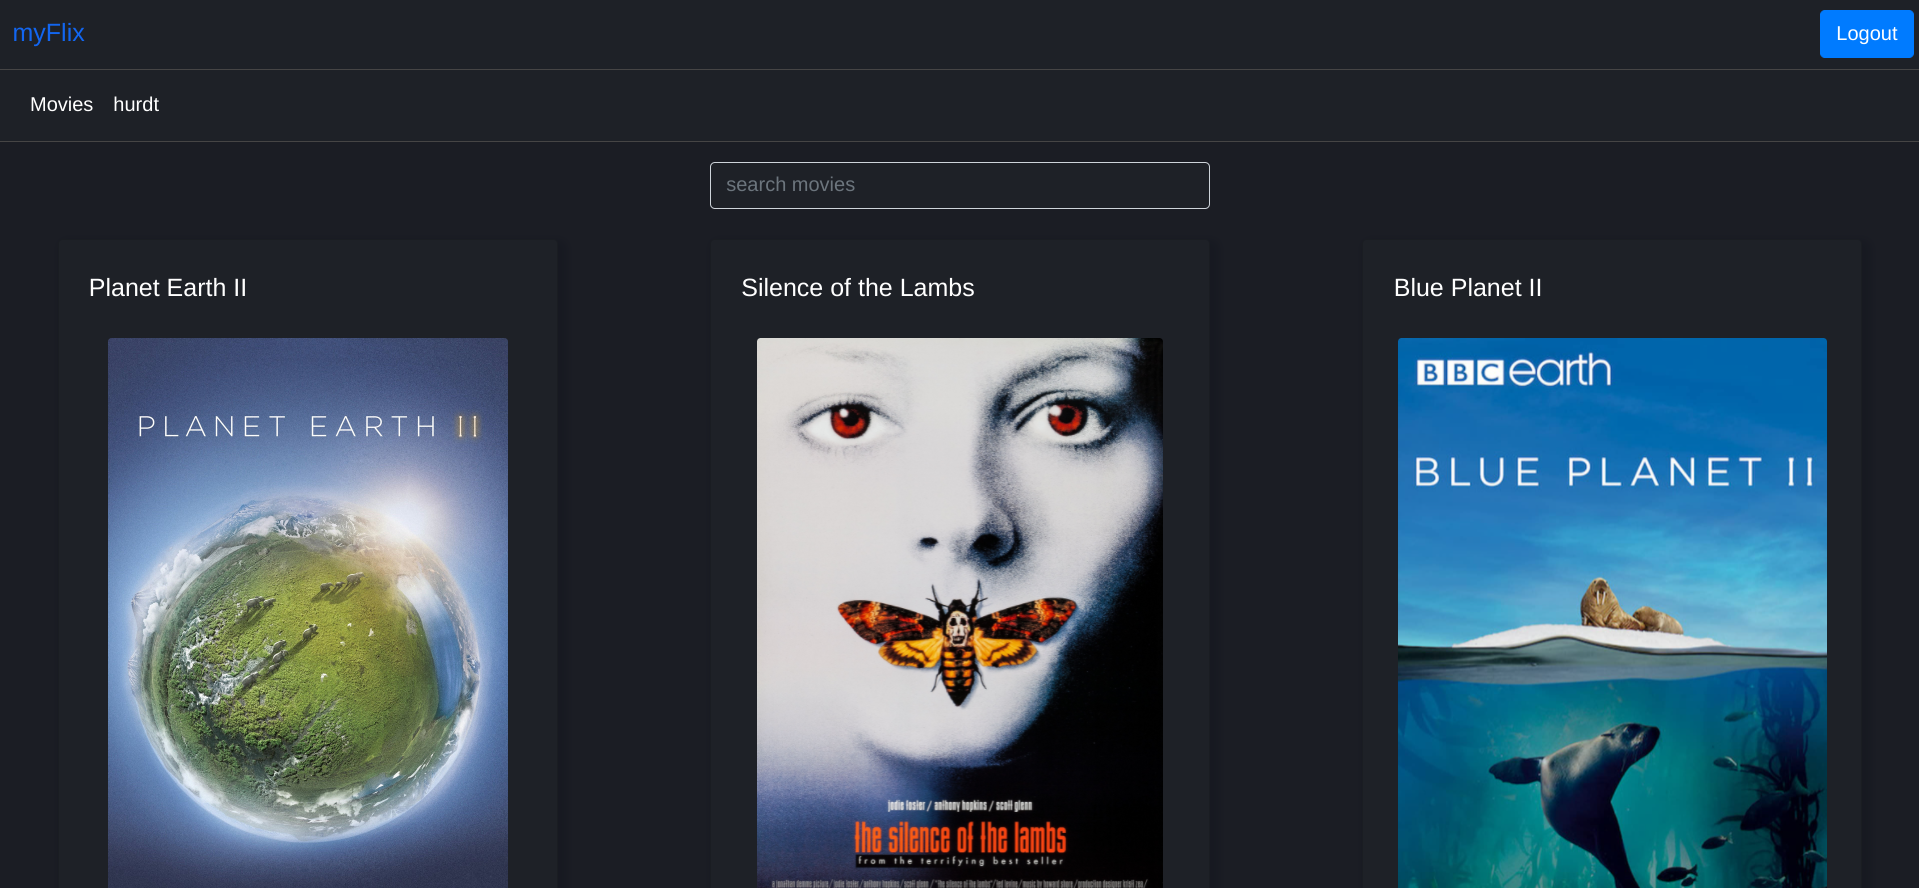 myFlix
Logout
Movies hurdt
search movies
Planet Earth II
Silence of the Lambs
Blue Planet II
PLANET EARTH II
jodie foster / anthony hopkins / scott glenn
the silence of the lambs
from the terrifying best seller
BBC earth
BLUE PLANET II